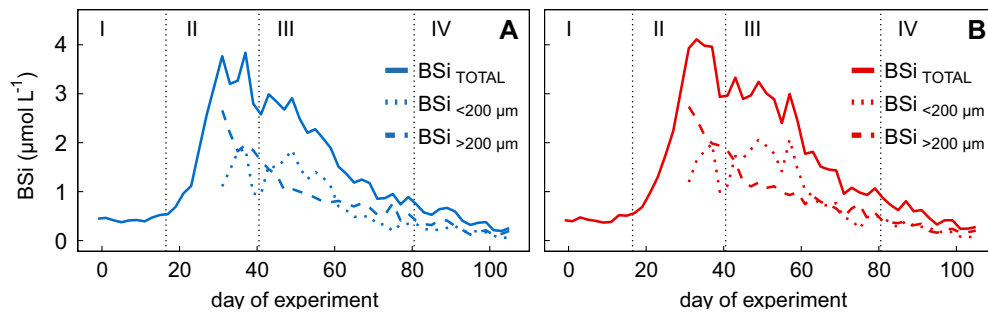 I II III IV A
BSi TOTAL
BSi <200 µm
BSi >200 µm
BSi (µmol L⁻¹)
4
3
2
1
0
0 20 40 60 80 100
day of experiment
I II III IV B
BSi TOTAL
BSi <200 µm
BSi >200 µm
0 20 40 60 80 100
day of experiment